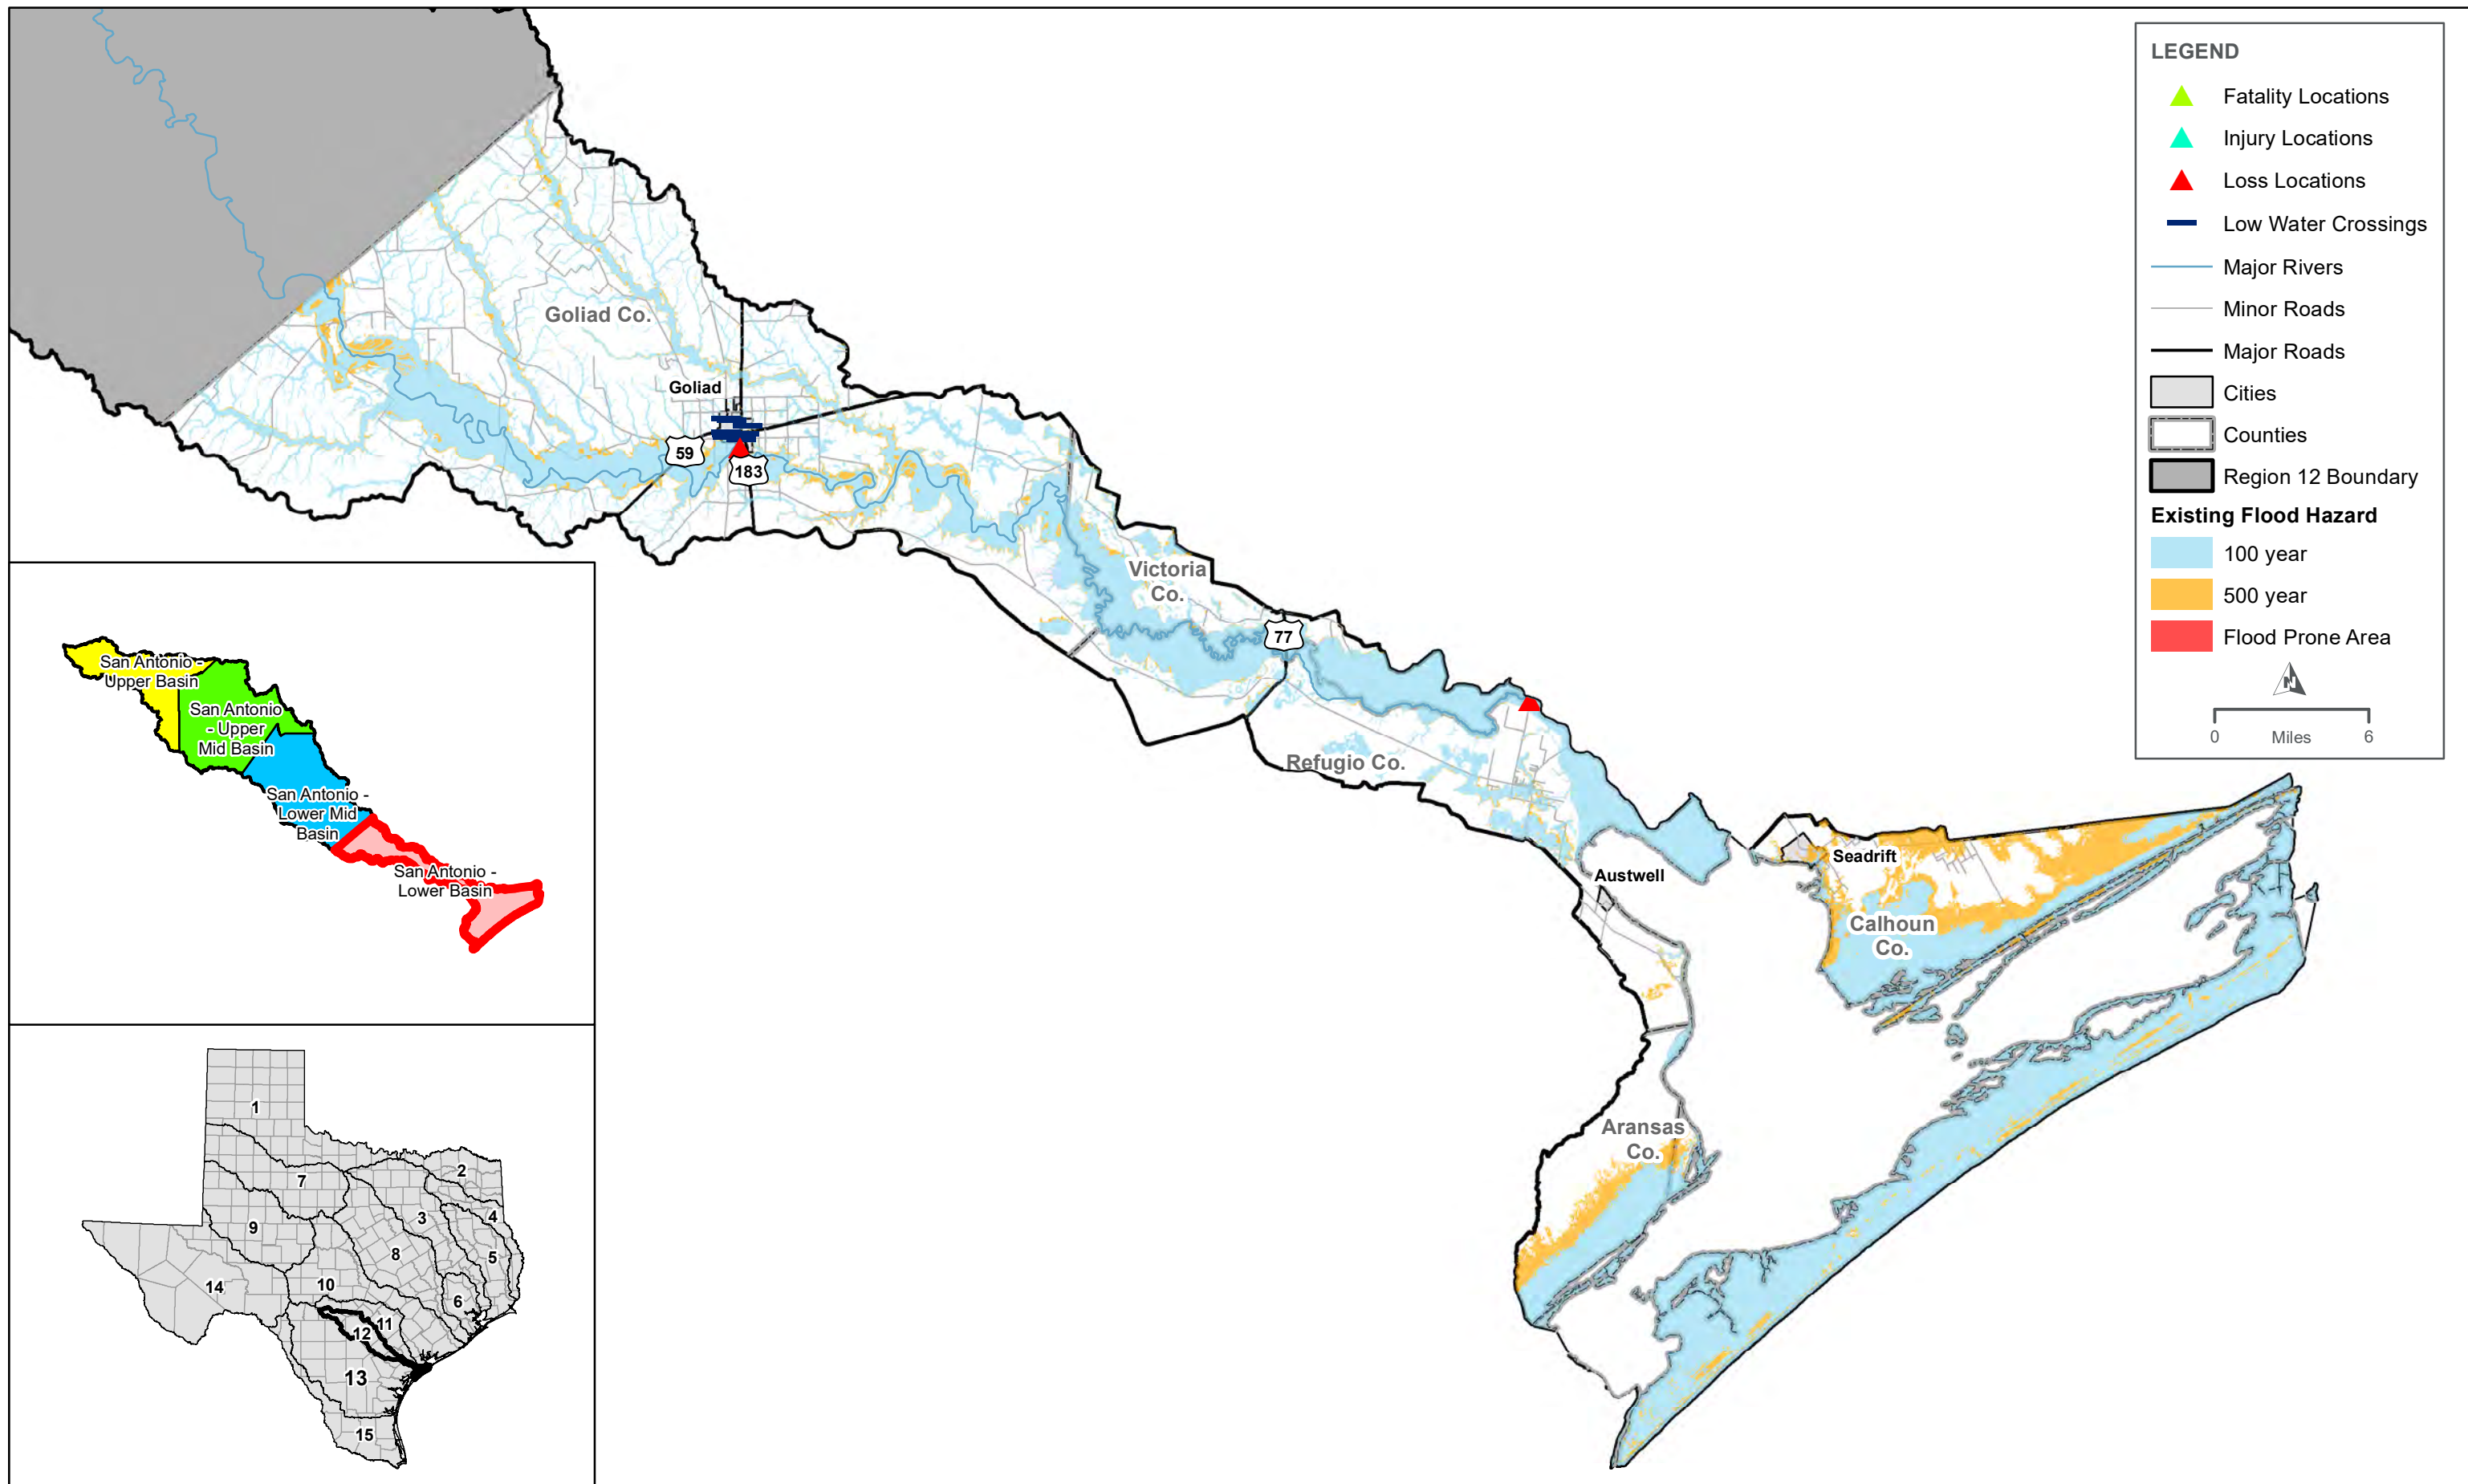 LEGEND
Fatality Locations
Injury Locations
Loss Locations
Low Water Crossings
Major Rivers
Minor Roads
Major Roads
Cities
Counties
Region 12 Boundary
Existing Flood Hazard
100 year
500 year
Flood Prone Area
N
0 Miles 6
Goliad Co.
Goliad
59
183
Victoria
Co.
77
Refugio Co.
Seadrift
Austwell
Calhoun
Co.
Aransas
Co.
San Antonio -
Upper Basin
San Antonio
- Upper
Mid Basin
San Antonio -
Lower Mid
Basin
San Antonio -
Lower Basin
1
2
7
3
4
9
8
5
14
10
6
11
12
13
15